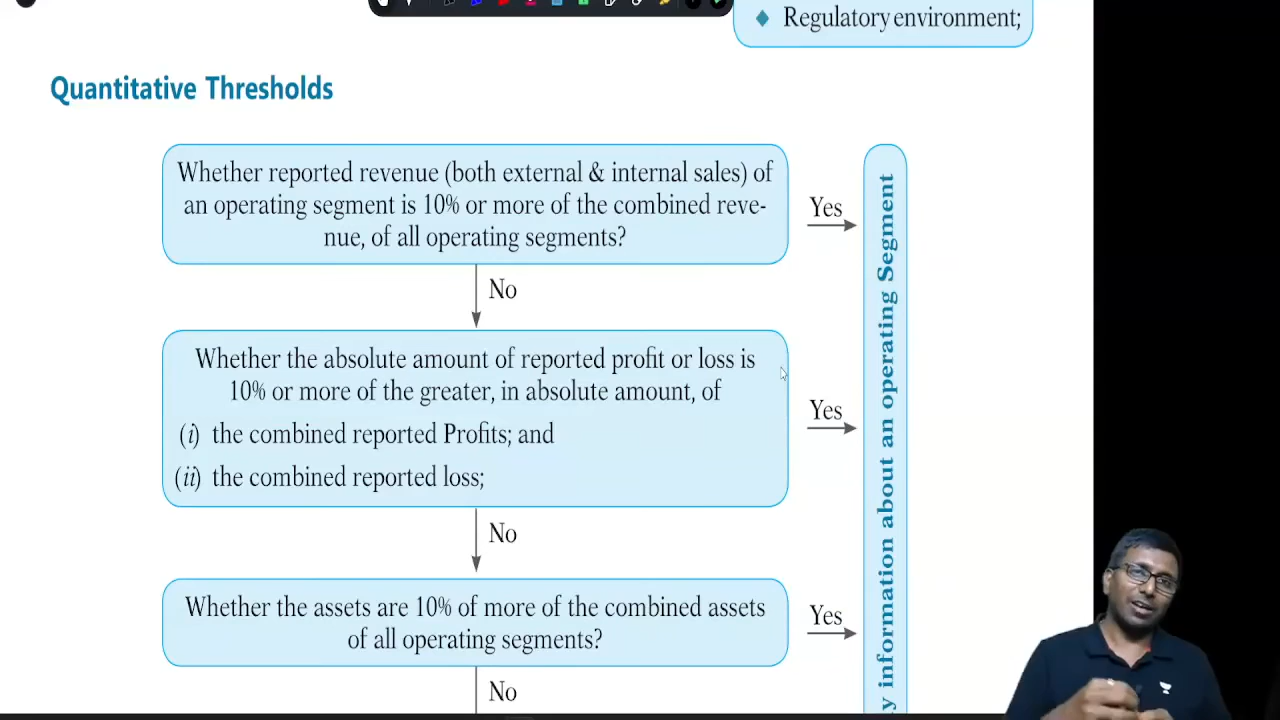 Regulatory environment;
Quantitative Thresholds
Whether reported revenue (both external & internal sales) of
an operating segment is 10% or more of the combined reve-
nue, of all operating segments?
Yes
No
Whether the absolute amount of reported profit or loss is
10% or more of the greater, in absolute amount, of
(i) the combined reported Profits; and
(ii) the combined reported loss;
Yes
No
Whether the assets are 10% of more of the combined assets
of all operating segments?
Yes
No
y information about an operating Segment